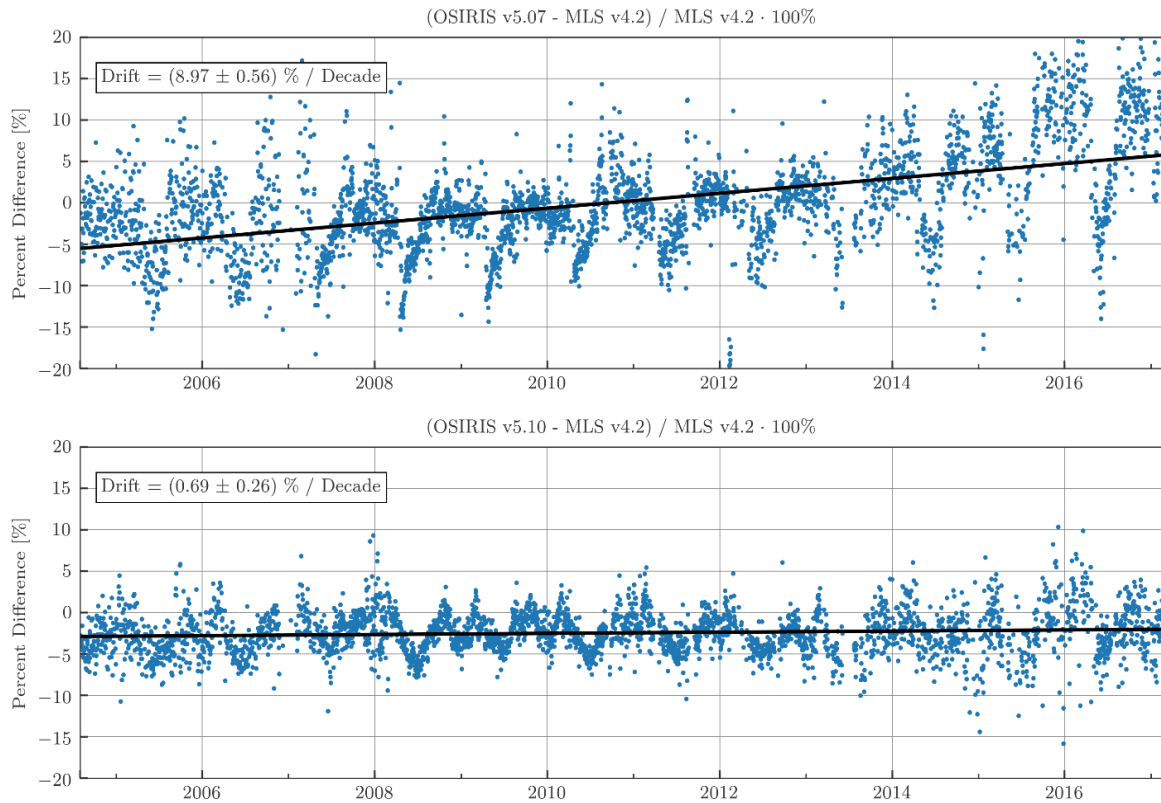 (OSIRIS v5.07 - MLS v4.2) / MLS v4.2 · 100%
Drift = (8.97 ± 0.56) % / Decade
Percent Difference [%]
20
15
10
5
0
−5
−10
−15
−20
2006 2008 2010 2012 2014 2016
(OSIRIS v5.10 - MLS v4.2) / MLS v4.2 · 100%
Drift = (0.69 ± 0.26) % / Decade
Percent Difference [%]
20
15
10
5
0
−5
−10
−15
−20
2006 2008 2010 2012 2014 2016